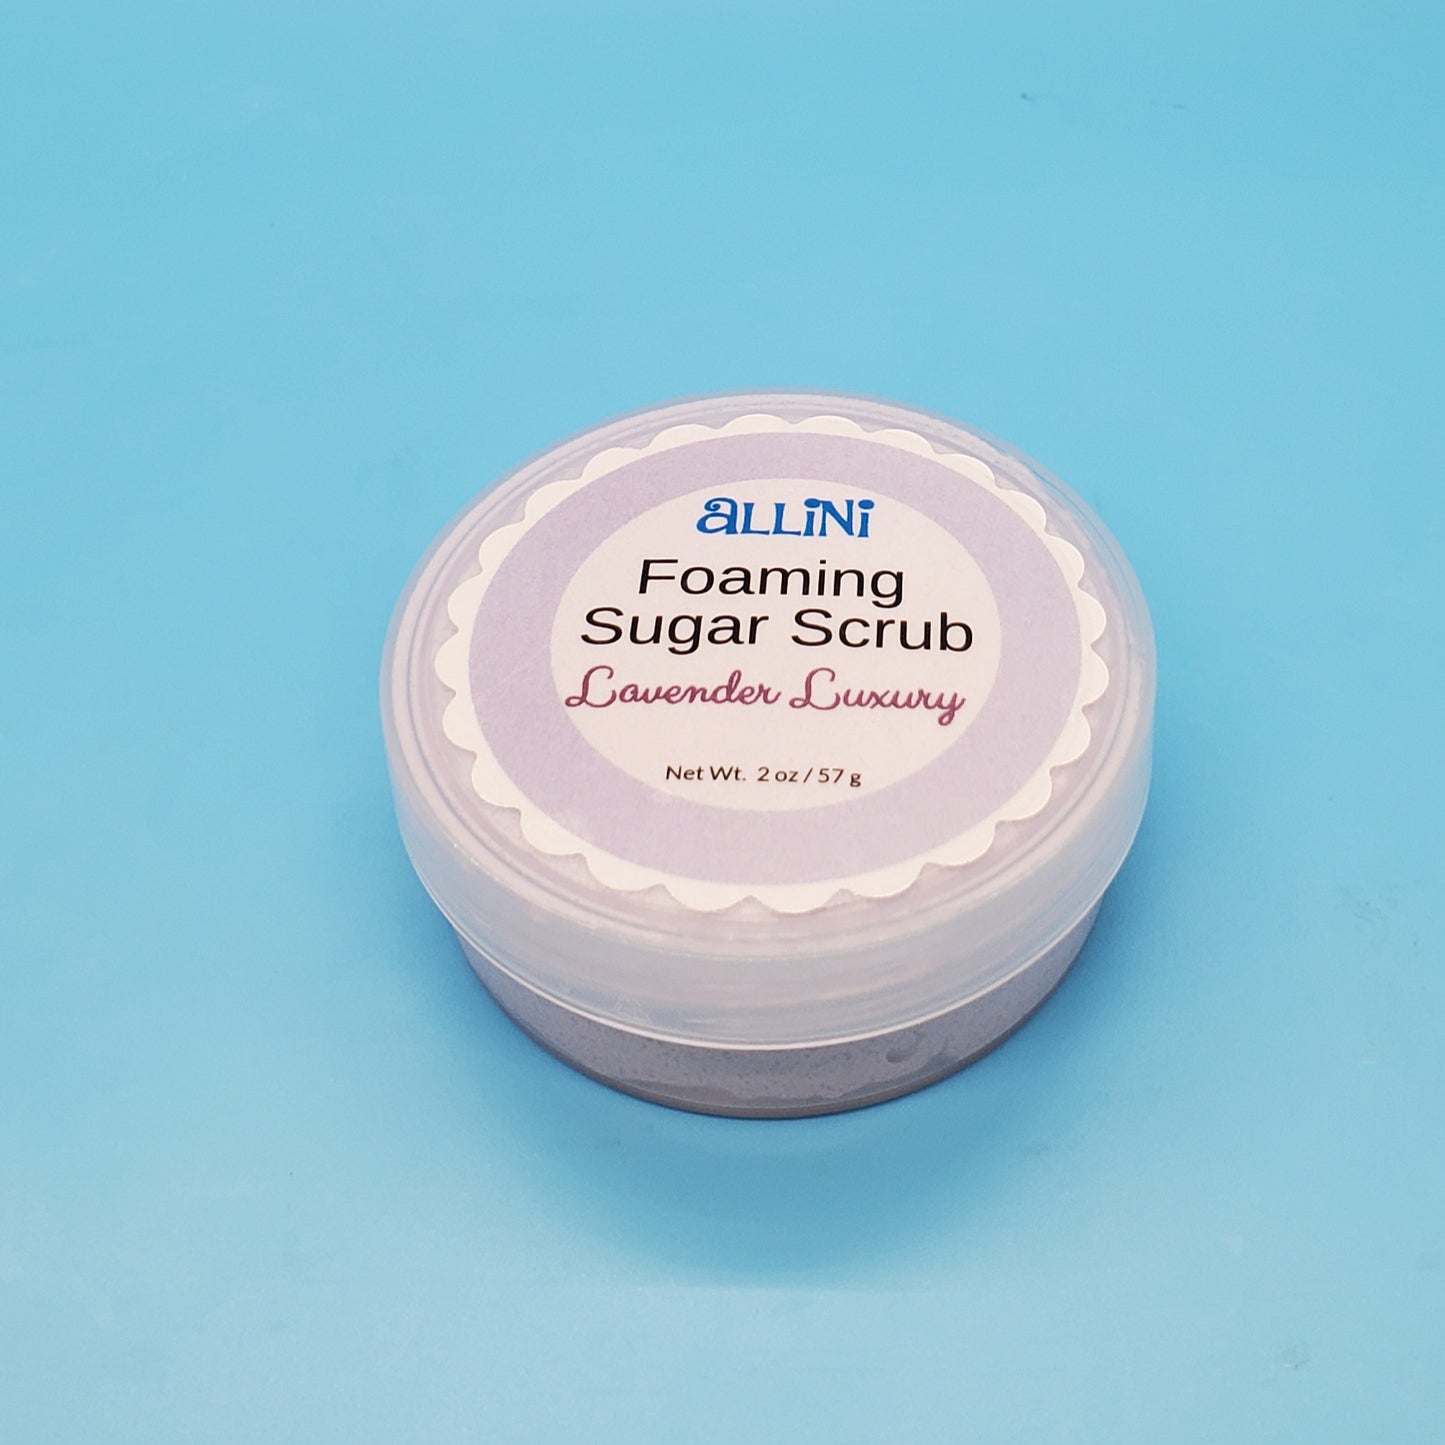 ALLiNi
Foaming
Sugar Scrub
Lavender Luxury
Net Wt. 2 oz / 57 g